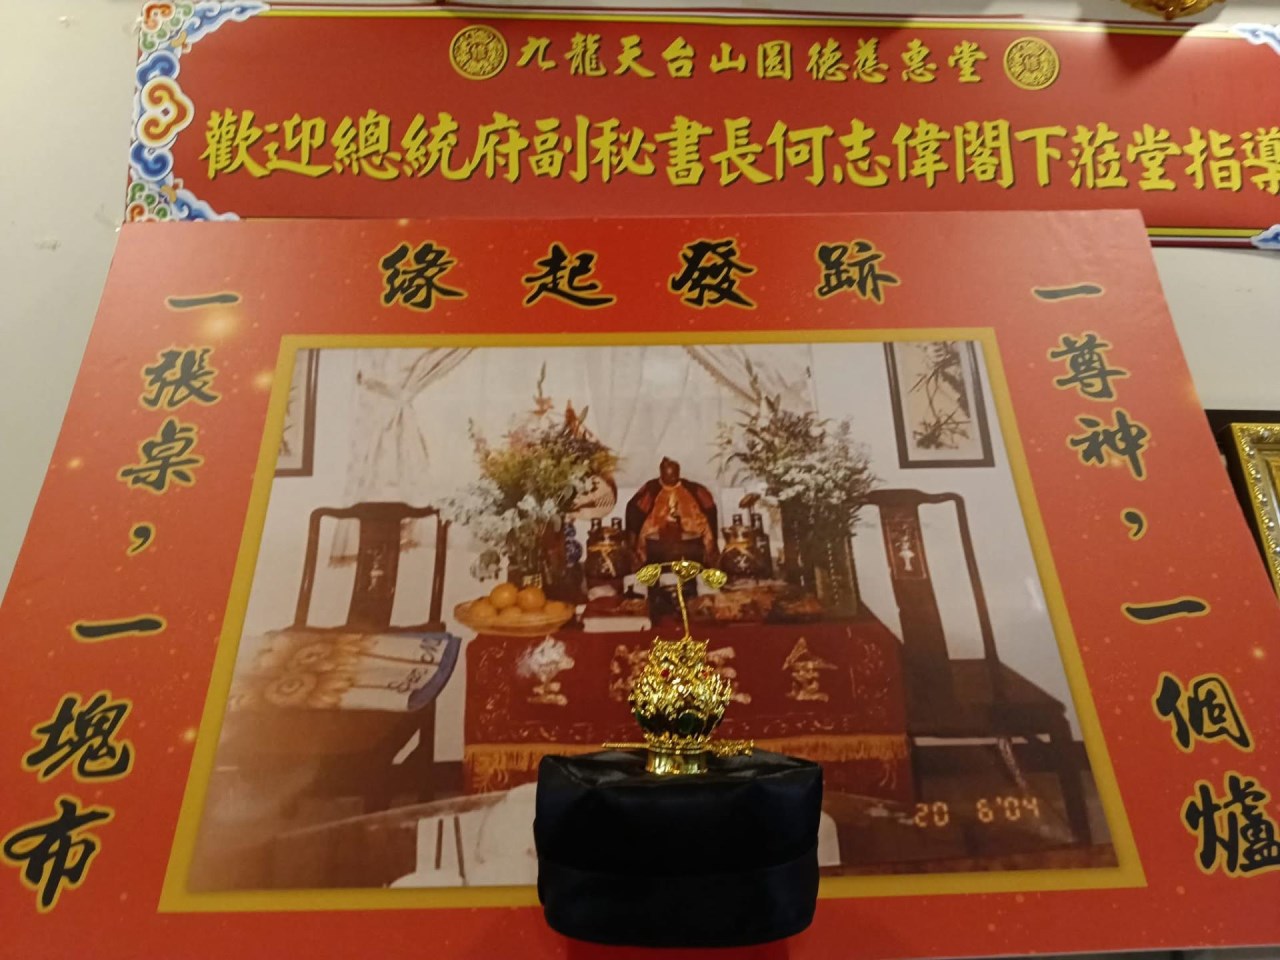 九龍天台山圆德慈惠堂
歡迎總統府副秘書長何志偉閣下蒞堂指導
緣起發跡
一尊神，一個爐
一張桌，一塊布
金
20 6'04